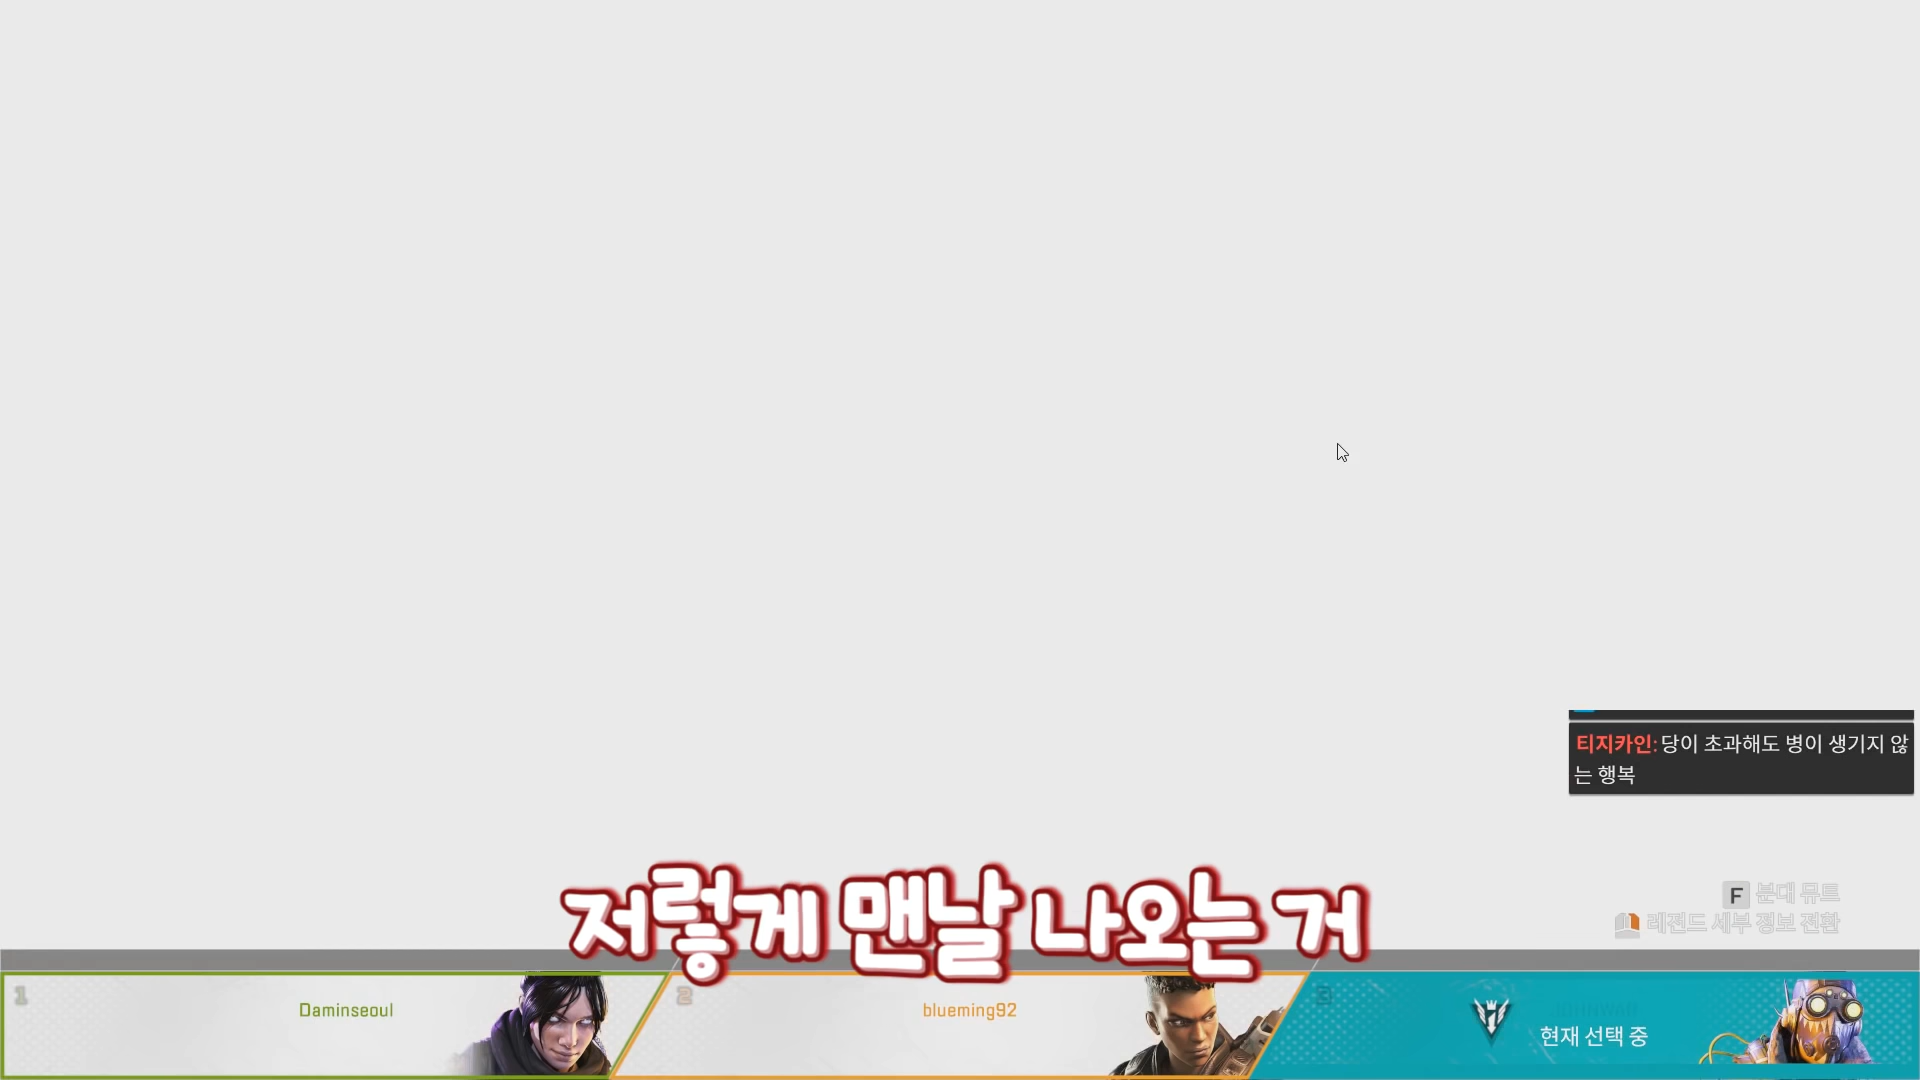 티지카인: 당이 초과해도 병이 생기지 않
는 행복
저렇게 맨날 나오는 거
F 분대 뮤트
레전드 세부 정보 전환
1
Daminseoul
2
blueming92
3
현재 선택 중